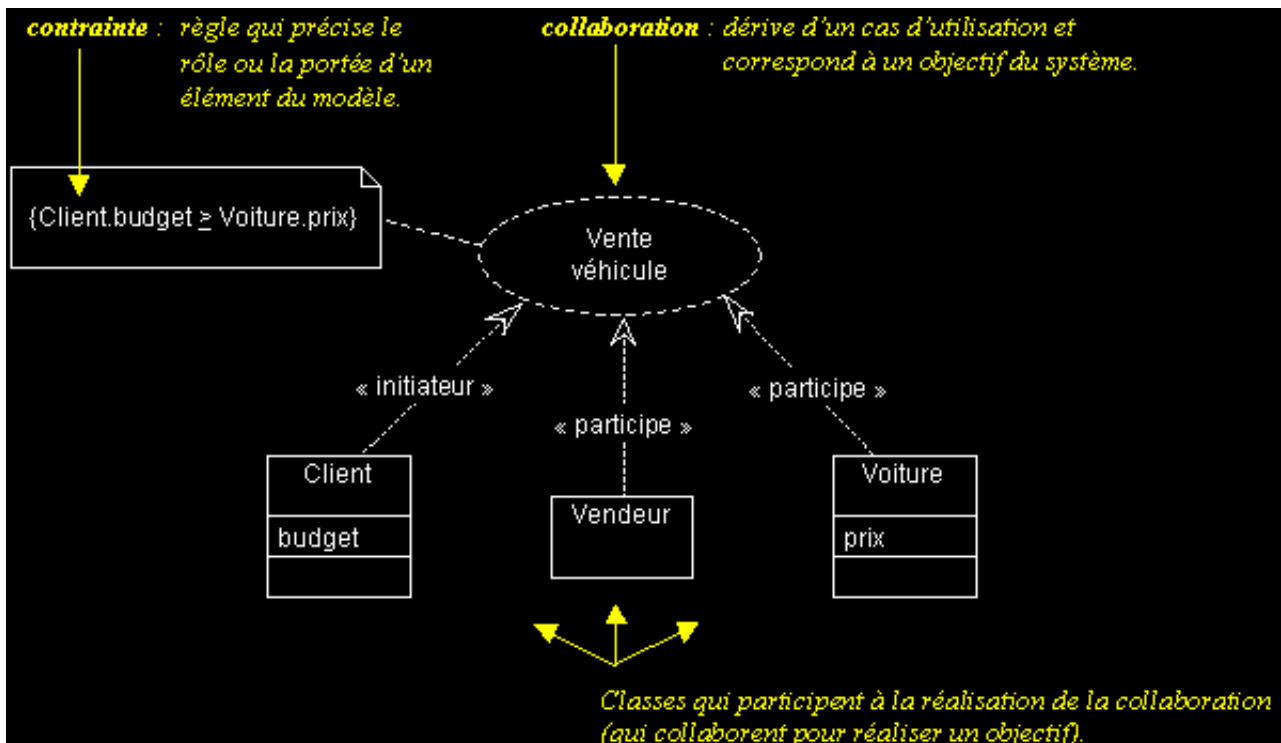 contrainte : règle qui précise le
rôle ou la portée d'un
élément du modèle.
collaboration : dérive d'un cas d'utilisation et
correspond à un objectif du système.
{Client.budget ≥ Voiture.prix}
Vente
véhicule
« initiateur »
« participe »
« participe »
Client
budget
Vendeur
Voiture
prix
Classes qui participent à la réalisation de la collaboration
(qui collaborent pour réaliser un objectif).